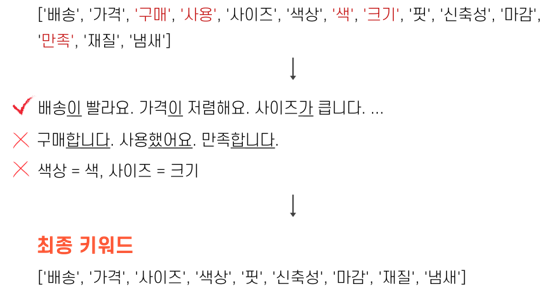 ['배송', '가격', '구매', '사용', '사이즈', '색상', '색', '크기', '핏', '신축성', '마감',
'만족', '재질', '냄새']
배송이 빨라요. 가격이 저렴해요. 사이즈가 큽니다. ...
구매합니다. 사용했어요. 만족합니다.
색상 = 색, 사이즈 = 크기
최종 키워드
['배송', '가격', '사이즈', '색상', '핏', '신축성', '마감', '재질', '냄새']